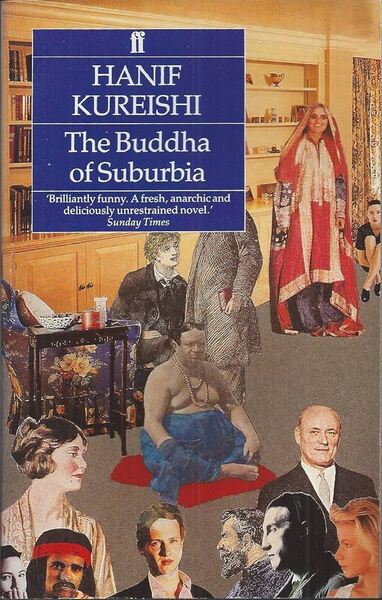 ff
HANIF
KUREISHI
The Buddha
of Suburbia
'Brilliantly funny. A fresh, anarchic and
deliciously unrestrained novel.'
Sunday Times